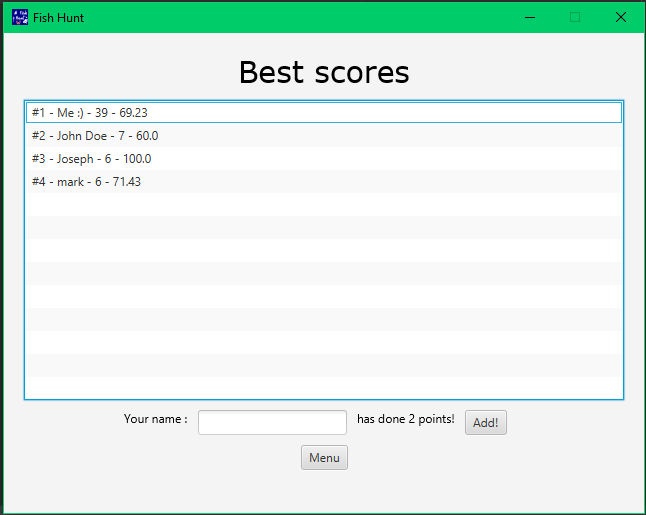 Fish Hunt
Best scores
#1 - Me :) - 39 - 69.23
#2 - John Doe - 7 - 60.0
#3 - Joseph - 6 - 100.0
#4 - mark - 6 - 71.43
Your name : has done 2 points! Add!
Menu